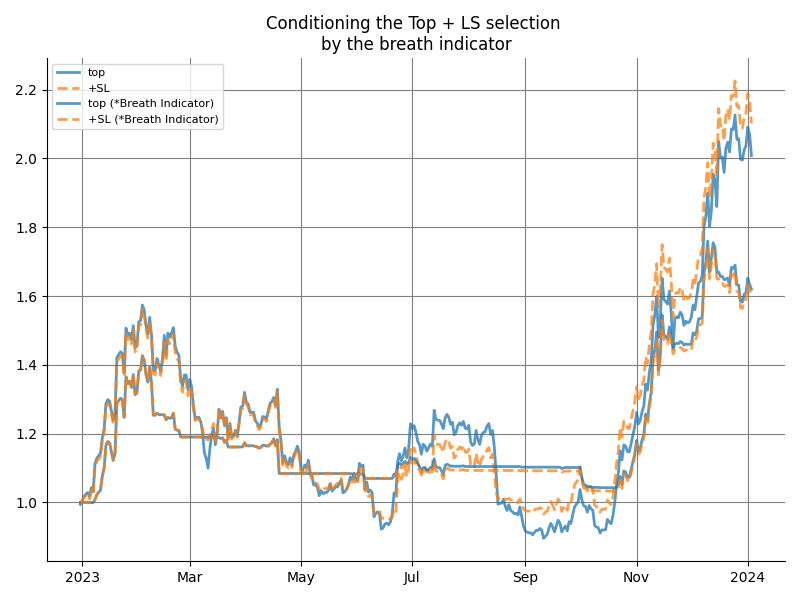 Conditioning the Top + LS selection
by the breath indicator
top
+SL
top (*Breath Indicator)
+SL (*Breath Indicator)
2.2
2.0
1.8
1.6
1.4
1.2
1.0
2023
Mar
May
Jul
Sep
Nov
2024